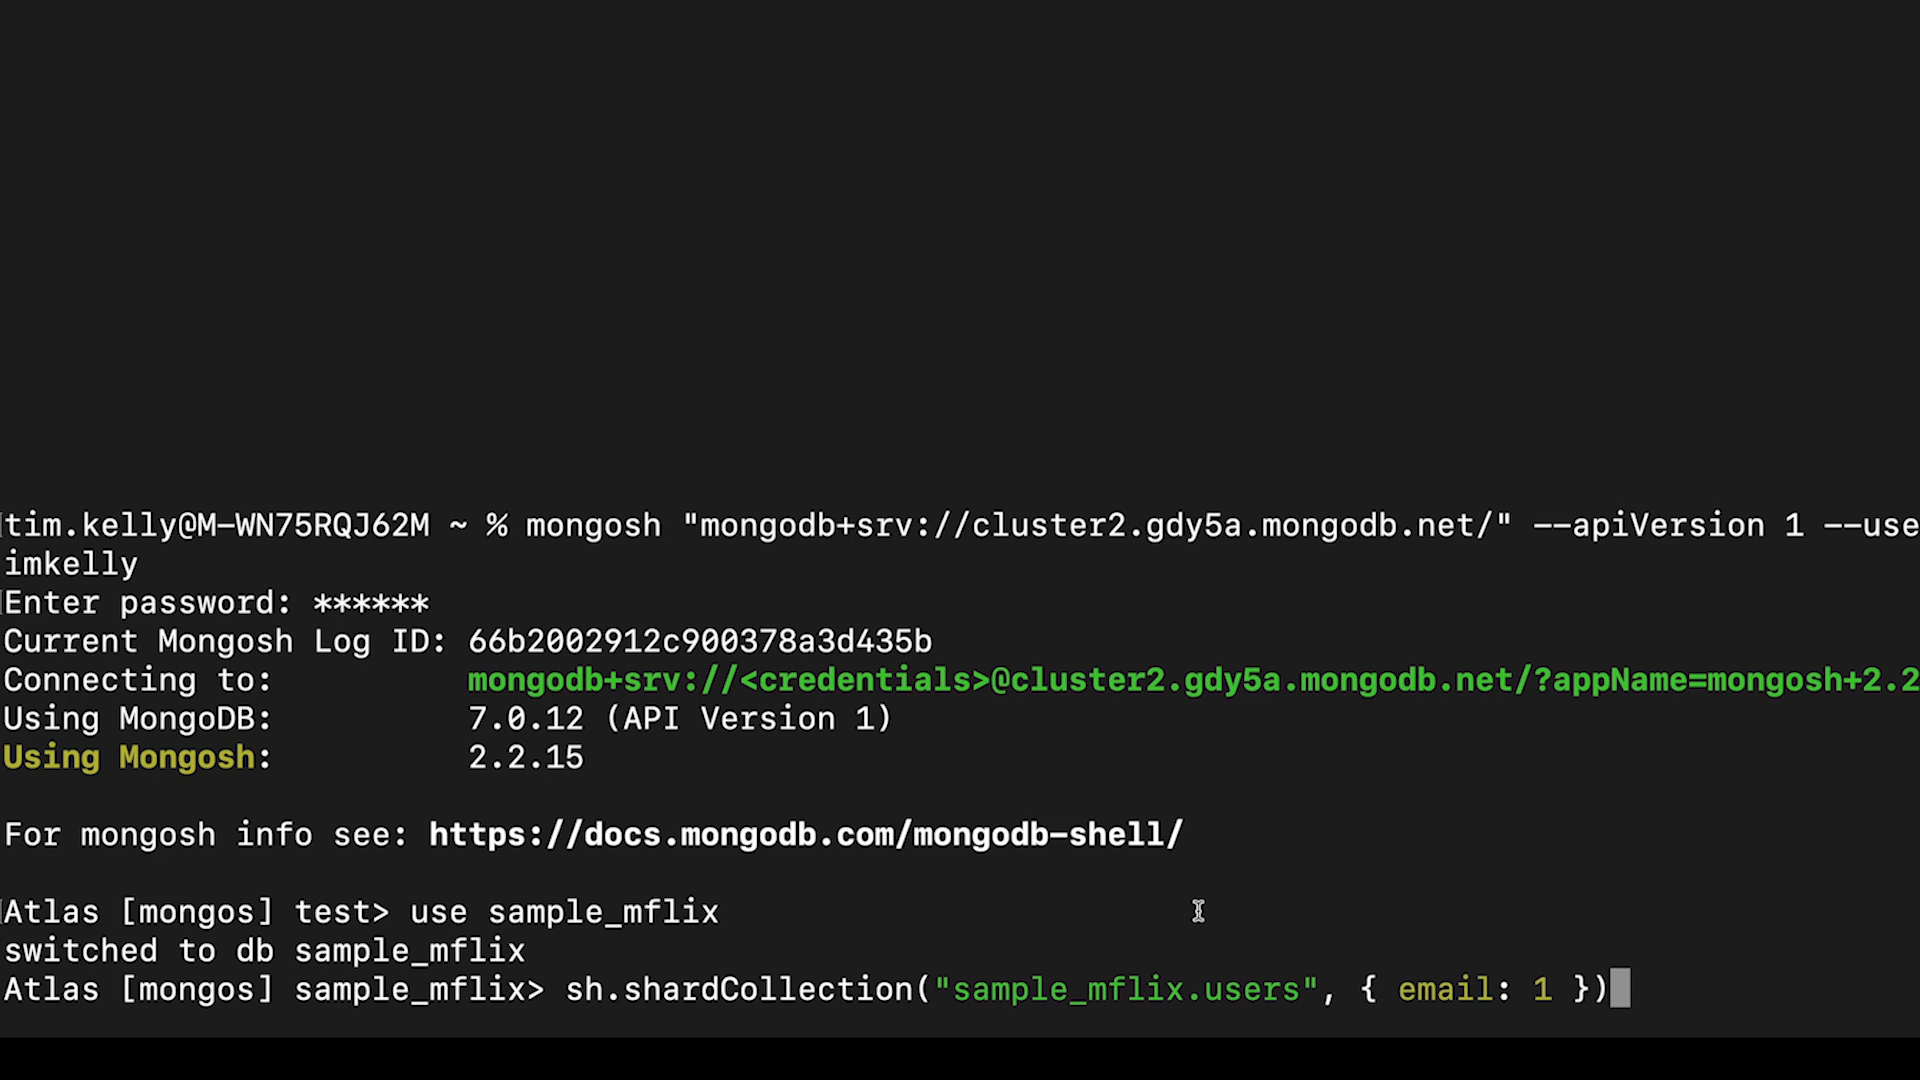 tim.kelly@M-WN75RQJ62M ~ % mongosh "mongodb+srv://cluster2.gdy5a.mongodb.net/" --apiVersion 1 --use
imkelly
Enter password: ******
Current Mongosh Log ID: 66b2002912c900378a3d435b
Connecting to: mongodb+srv://<credentials>@cluster2.gdy5a.mongodb.net/?appName=mongosh+2.2
Using MongoDB: 7.0.12 (API Version 1)
Using Mongosh: 2.2.15
For mongosh info see: https://docs.mongodb.com/mongodb-shell/
Atlas [mongos] test> use sample_mflix
switched to db sample_mflix
Atlas [mongos] sample_mflix> sh.shardCollection("sample_mflix.users", { email: 1 })